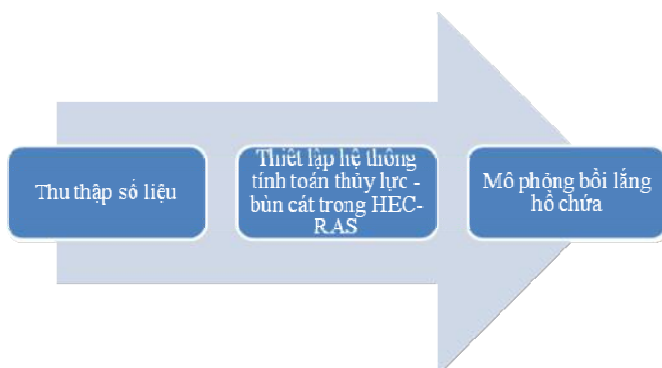 Thu thập số liệu
Thiết lập hệ thống
tính toán thủy lực -
bùn cát trong HEC-
RAS
Mô phỏng bồi lắng
hồ chứa